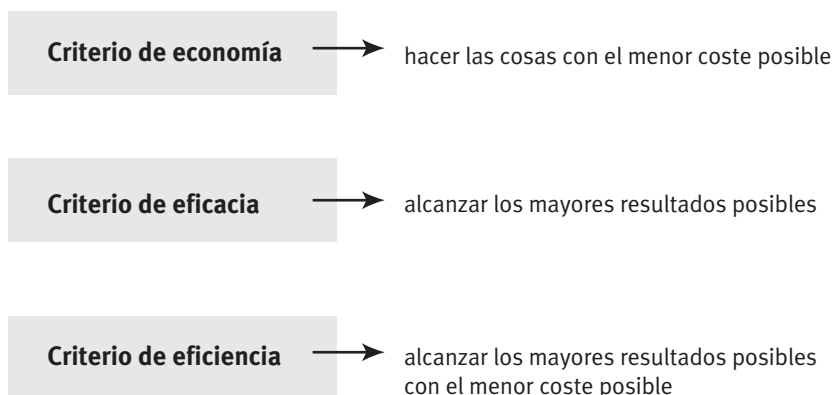 Criterio de economía
hacer las cosas con el menor coste posible
Criterio de eficacia
alcanzar los mayores resultados posibles
Criterio de eficiencia
alcanzar los mayores resultados posibles
con el menor coste posible